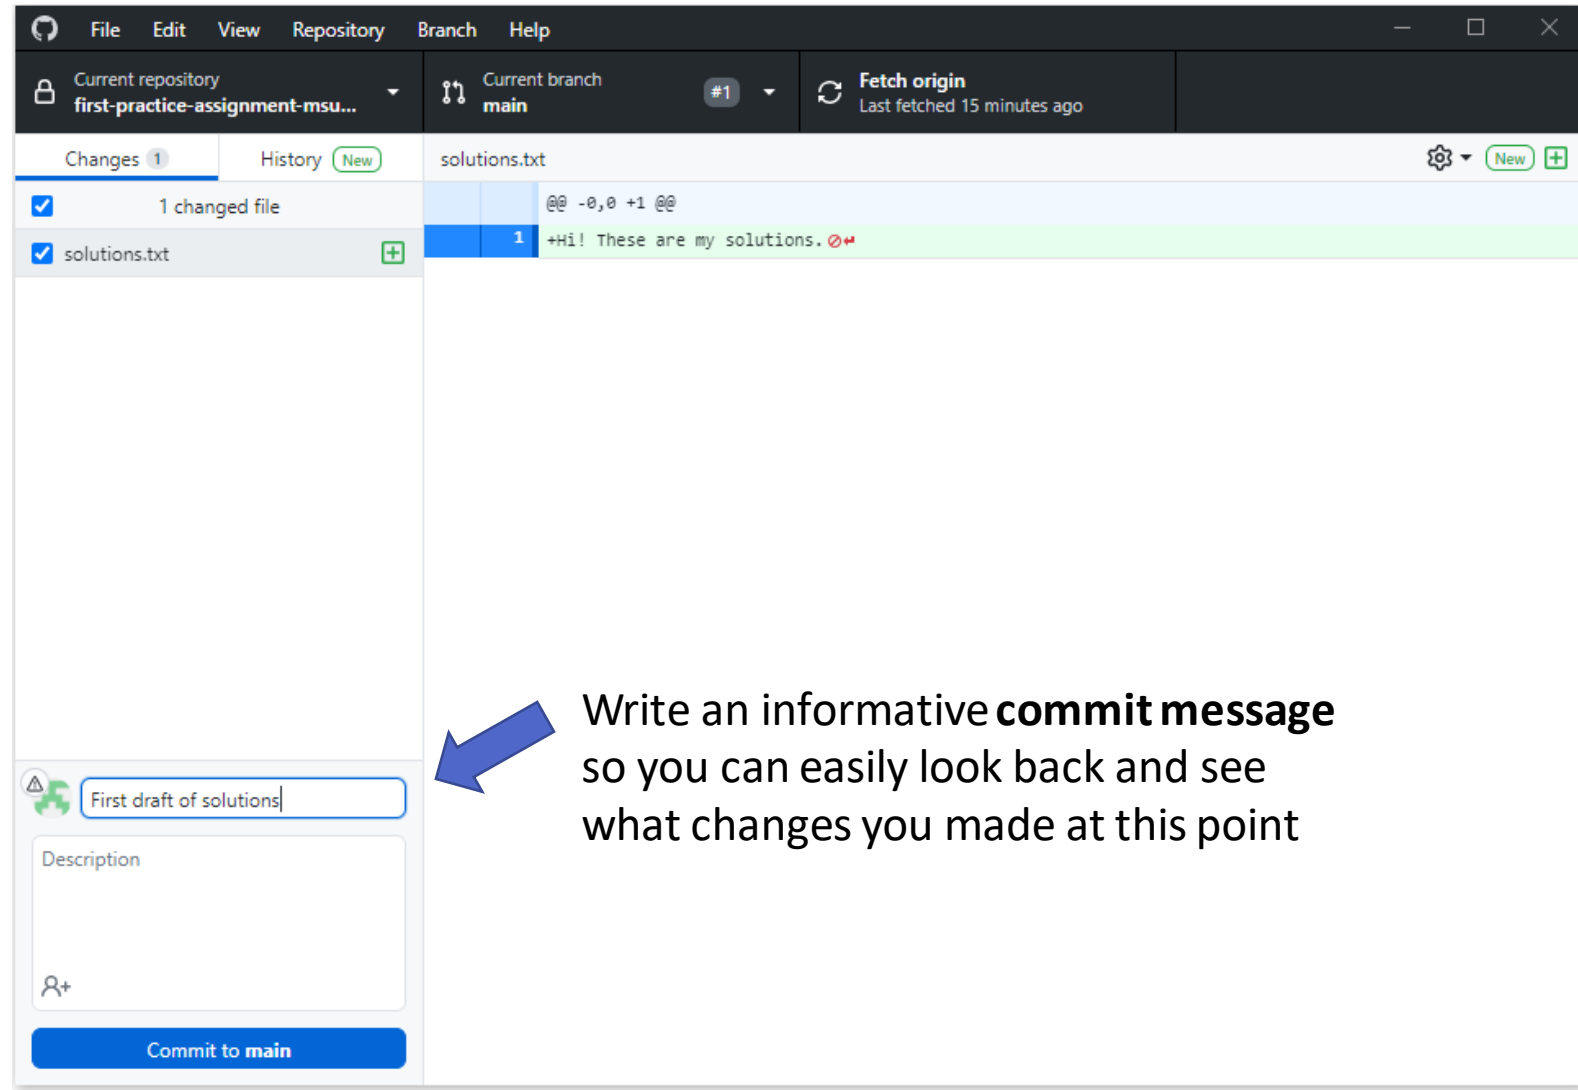 File Edit View Repository Branch Help
Current repository
first-practice-assignment-msu...
Current branch
main
#1
Fetch origin
Last fetched 15 minutes ago
Changes 1
History New
solutions.txt
New
1 changed file
@@ -0,0 +1 @@
solutions.txt
1 +Hi! These are my solutions.
Write an informative commit message
so you can easily look back and see
what changes you made at this point
First draft of solutions
Description
Commit to main